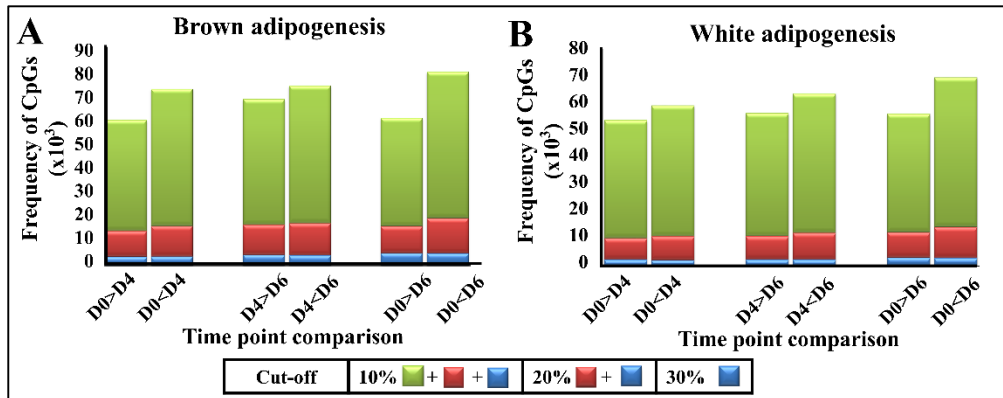 A
Brown adipogenesis
Frequency of CpGs
(x10³)
90
80
70
60
50
40
30
20
10
0
D0>D4
D0<D4
D4>D6
D4<D6
D0>D6
D0<D6
Time point comparison
B
White adipogenesis
Frequency of CpGs
(x10³)
80
70
60
50
40
30
20
10
0
D0>D4
D0<D4
D4>D6
D4<D6
D0>D6
D0<D6
Time point comparison
Cut-off 10% + + 20% + 30%